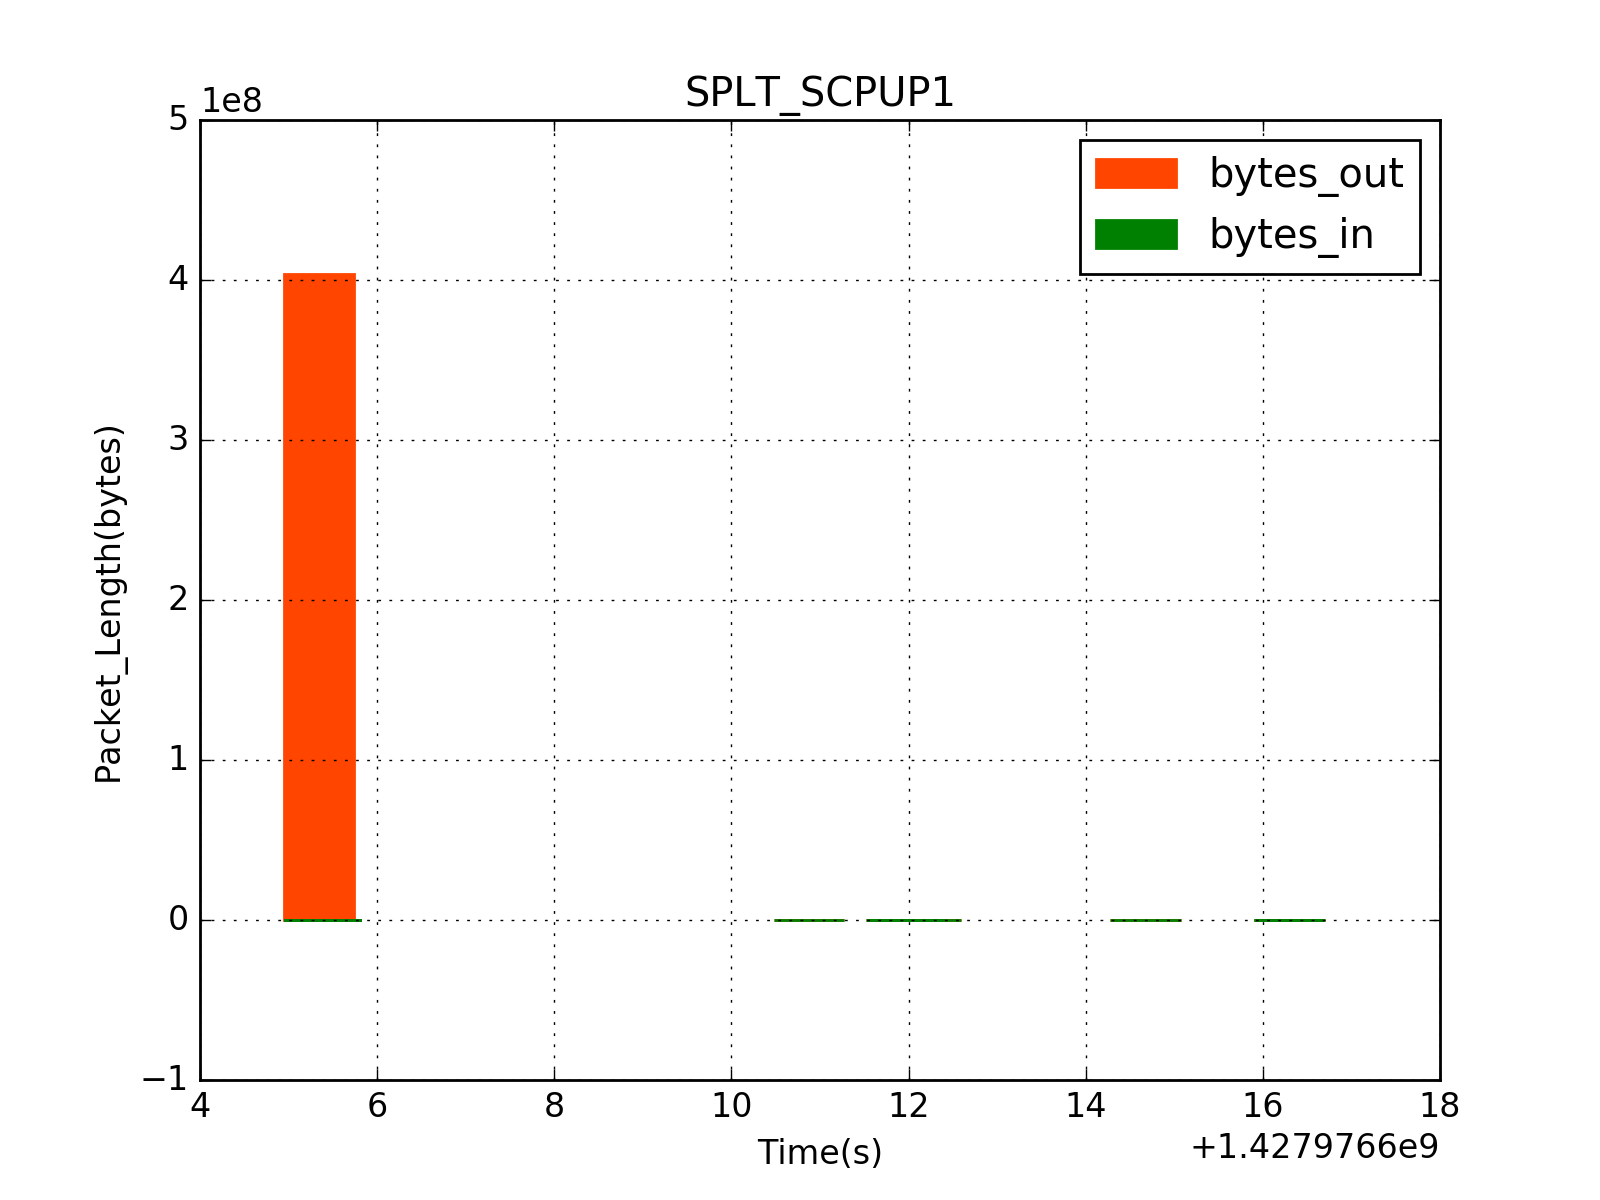 SPLT_SCPUP1
1e8
5
4
3
2
1
0
−1
Packet_Length(bytes)
bytes_out
bytes_in
4 6 8 10 12 14 16 18
Time(s)
+1.4279766e9